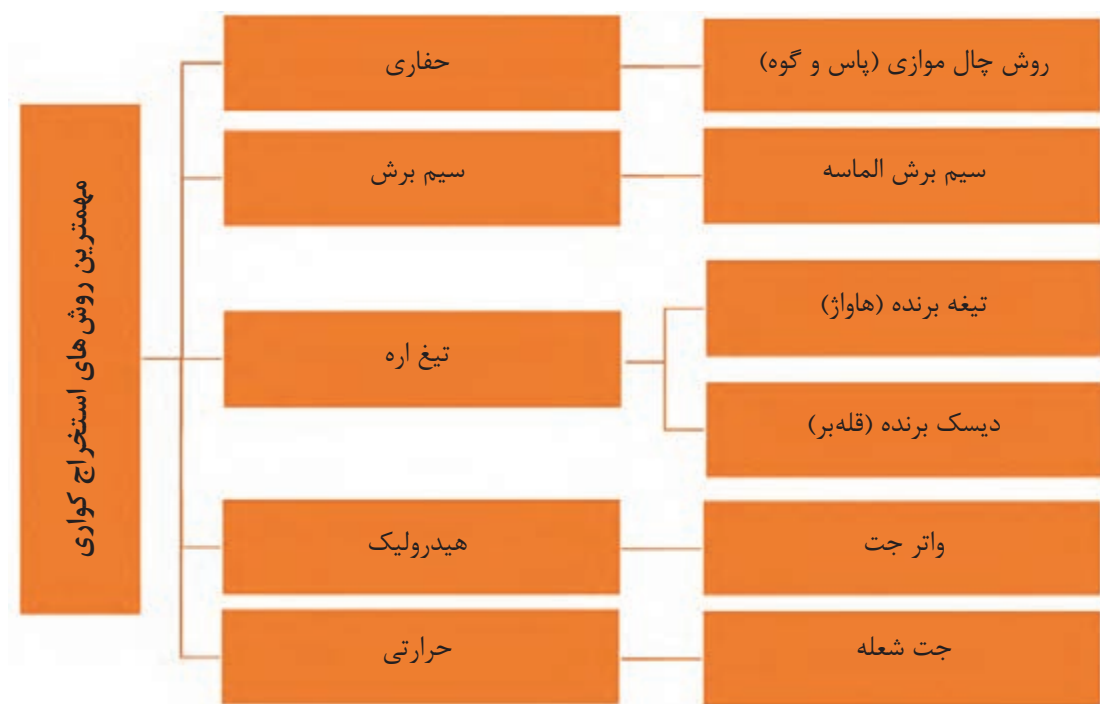 مهمترین روش‌های استخراج کواری
حفاری
روش چال موازی (پاس و گوه)
سیم برش
سیم برش الماسه
تیغ اره
تیغه برنده (هاواژ)
دیسک برنده (قله‌بر)
هیدرولیک
واتر جت
حرارتی
جت شعله